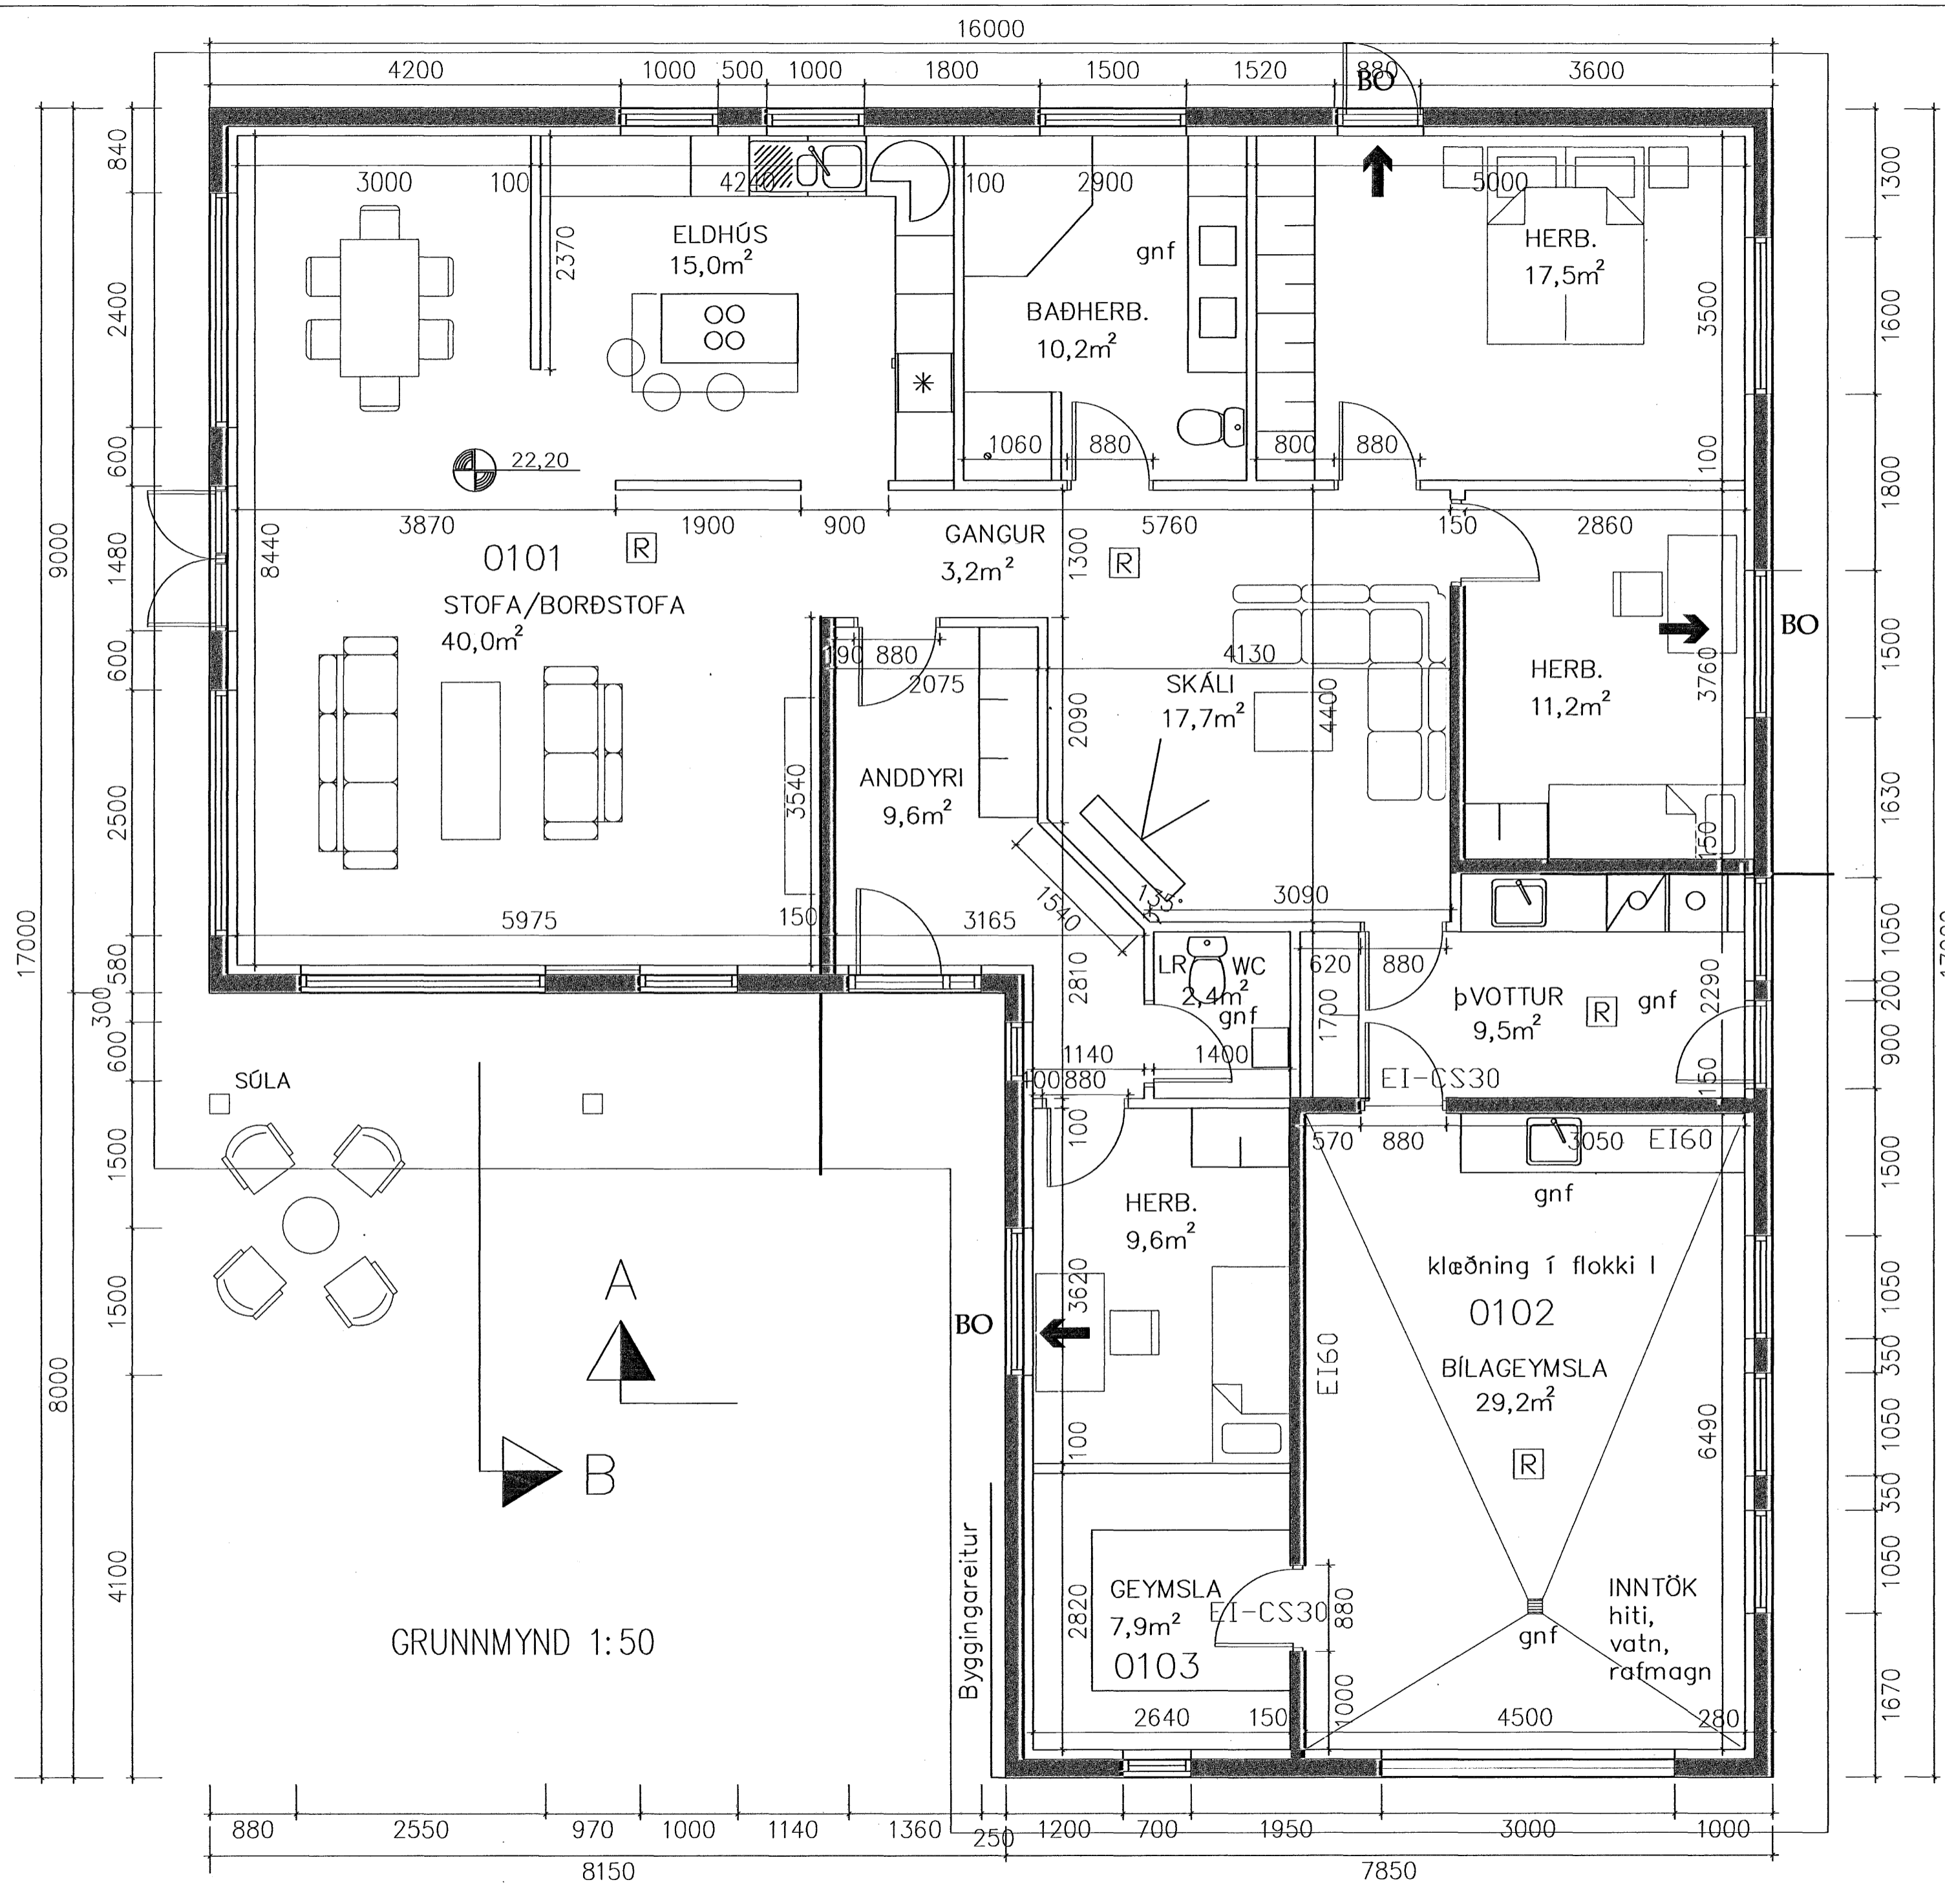 16000
4200 1000 500 1000 1800 1500 1520 880 3600
BO
3000 100 4240 100 2900 5000
840
2400
600
1480
600
2500
580
300
600
1500
1500
4100
9000
17000
8000
2370
ELDHÚS
15,0m²
gnf
BAÐHERB.
10,2m²
HERB.
17,5m²
3500
100
1300
1600
1800
1500
1630
1050
200
900
1500
1050
350
1050
350
1050
1670
22,20
1060 880 800 880
3870 1900 900 5760 150 2860
8440
0101
R
STOFA/BORÐSTOFA
40,0m²
GANGUR
3,2m²
1300
R
190 880
2075
4130
SKÁLI
17,7m²
4400
2090
3540
ANDDYRI
9,6m²
HERB.
11,2m²
3760
BO
150
1540
135°
3090
5975 150 3165
2810
LR WC
2,4m²
gnf
620 880
1700
ÞVOTTUR
9,5m²
R
gnf
2290
150
1140 1400
100 880
100
EI-CS30
570 880 3050 EI60
gnf
SÚLA
HERB.
9,6m²
3620
BO
100
EI60
klæðning í flokki I
0102
BÍLAGEYMSLA
29,2m²
R
6490
A
B
Byggingareitur
GRUNNMYND 1:50
2820
GEYMSLA
7,9m²
0103
EI-CS30
880
1000
gnf
INNTÖK
hiti,
vatn,
rafmagn
2640 150 4500 280
880 2550 970 1000 1140 1360 250 1200 700 1950 3000 1000
8150 7850